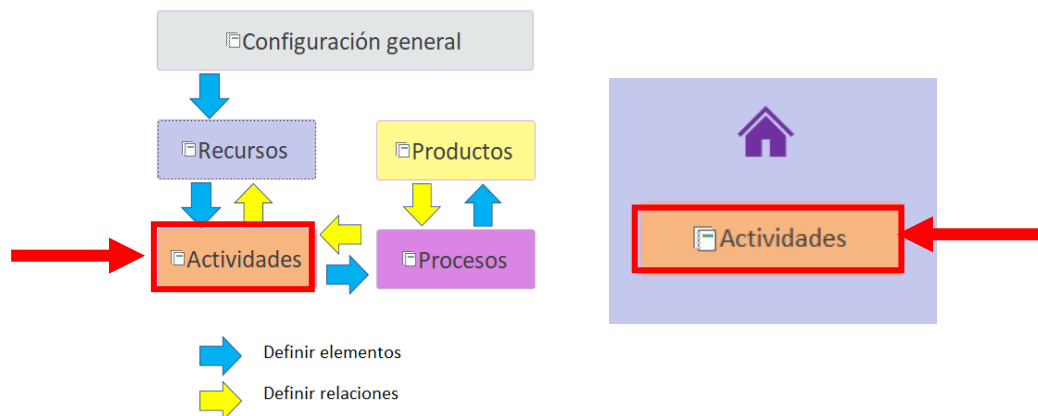 Configuración general
Recursos
Productos
Actividades
Procesos
Actividades
Definir elementos
Definir relaciones